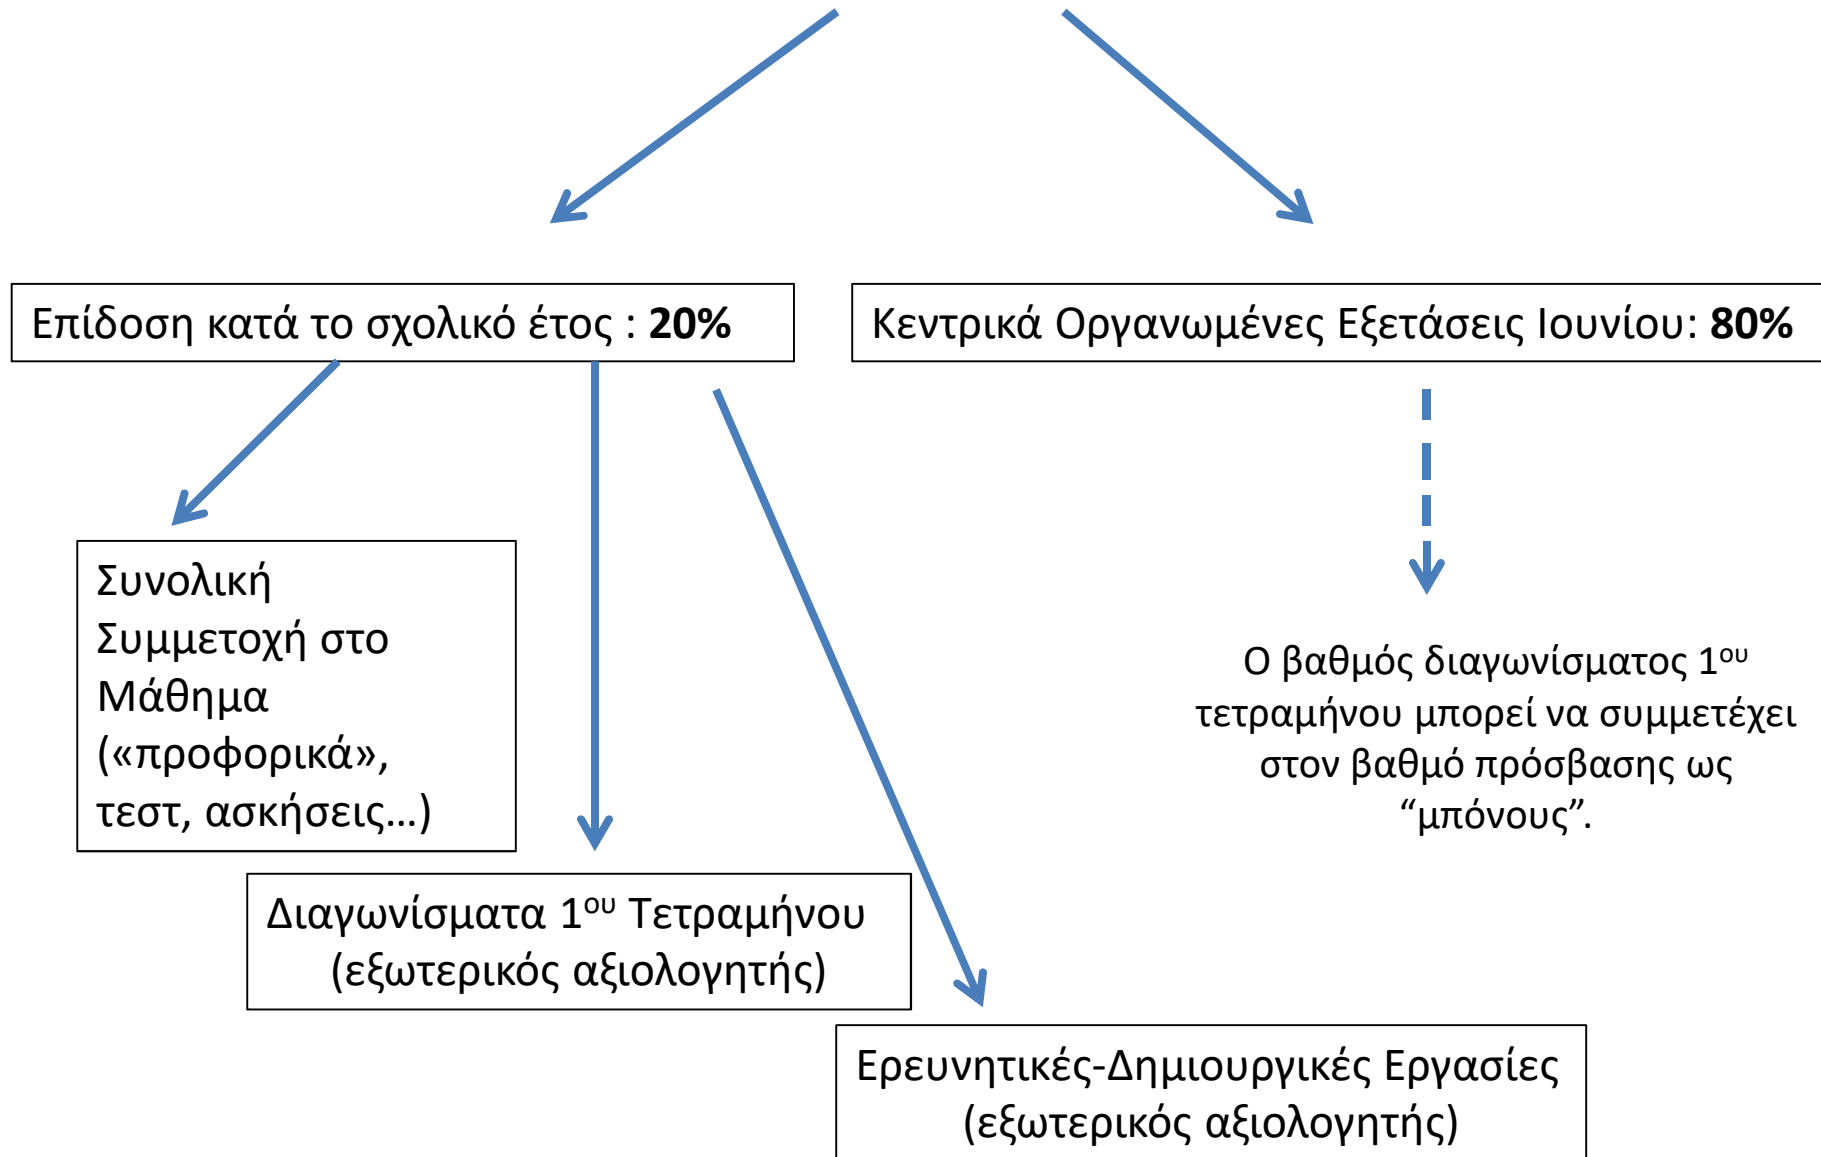 Επίδοση κατά το σχολικό έτος : 20%
Κεντρικά Οργανωμένες Εξετάσεις Ιουνίου: 80%
Συνολική
Συμμετοχή στο
Μάθημα
(«προφορικά»,
τεστ, ασκήσεις…)
Ο βαθμός διαγωνίσματος 1ου
τετραμήνου μπορεί να συμμετέχει
στον βαθμό πρόσβασης ως
“μπόνους”.
Διαγωνίσματα 1ου Τετραμήνου
(εξωτερικός αξιολογητής)
Ερευνητικές-Δημιουργικές Εργασίες
(εξωτερικός αξιολογητής)